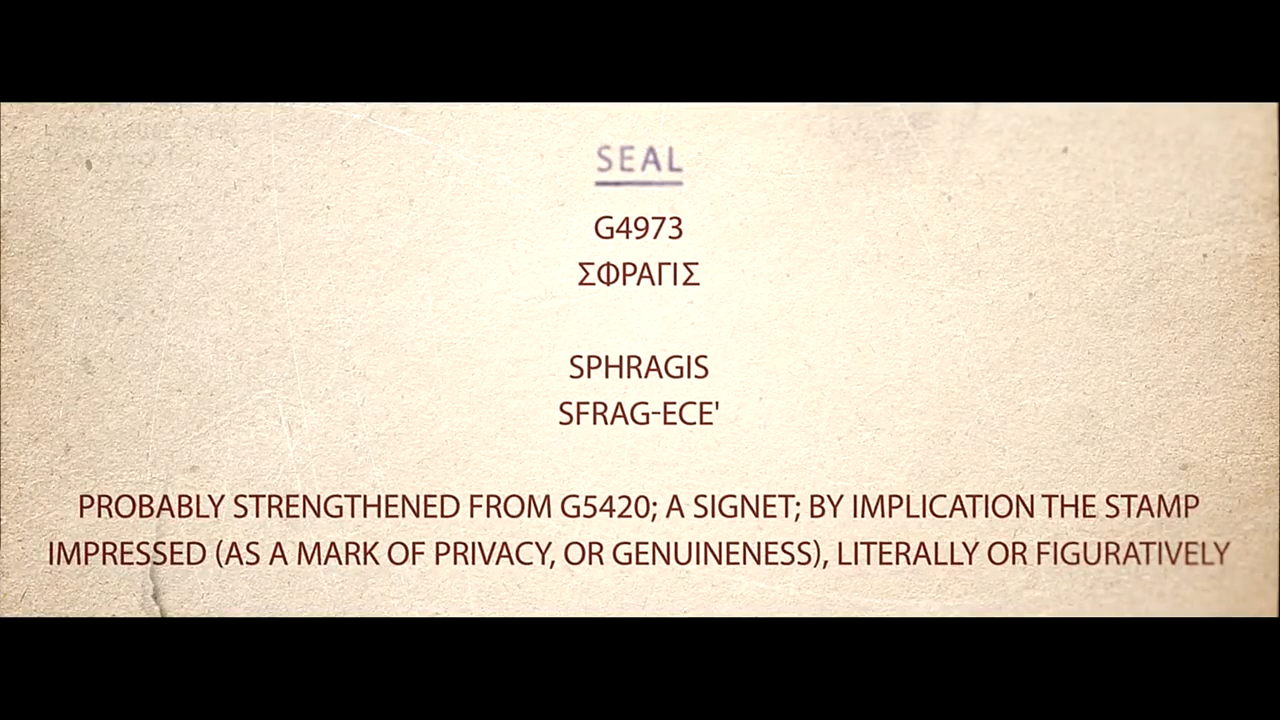 SEAL
G4973
ΣΦΡΑΓΙΣ
SPHRAGIS
SFRAG-ECE'
PROBABLY STRENGTHENED FROM G5420; A SIGNET; BY IMPLICATION THE STAMP
IMPRESSED (AS A MARK OF PRIVACY, OR GENUINENESS), LITERALLY OR FIGURATIVELY